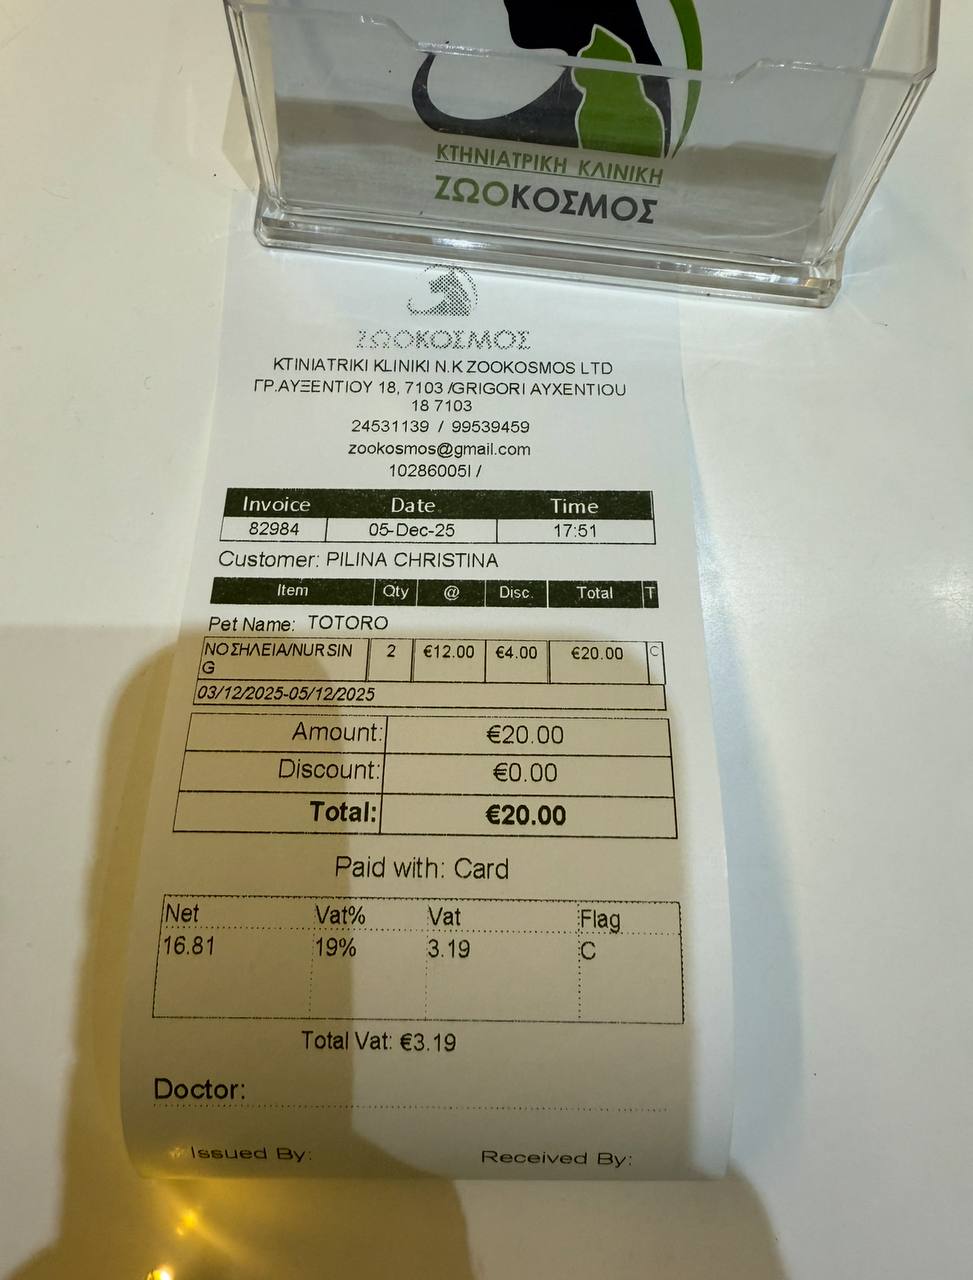 ΚΤΗΝΙΑΤΡΙΚΗ ΚΛΙΝΙΚΗ
ΖΩΟΚΟΣΜΟΣ
ΖΩΟΚΟΣΜΟΣ
KTINIATRIKI KLINIKI N.K ZOOKOSMOS LTD
ΓΡ.ΑΥΞΕΝΤΙΟΥ 18, 7103 /GRIGORI AYXENTIOU
18 7103
24531139 / 99539459
zookosmos@gmail.com
10286005I /
Invoice Date Time
82984 05-Dec-25 17:51
Customer: PILINA CHRISTINA
Item Qty @ Disc. Total T
Pet Name: TOTORO
ΝΟΣΗΛΕΙΑ/NURSIN 2 €12.00 €4.00 €20.00 C
G
03/12/2025-05/12/2025
Amount: €20.00
Discount: €0.00
Total: €20.00
Paid with: Card
Net Vat% Vat Flag
16.81 19% 3.19 C
Total Vat: €3.19
Doctor:
Issued By: Received By: